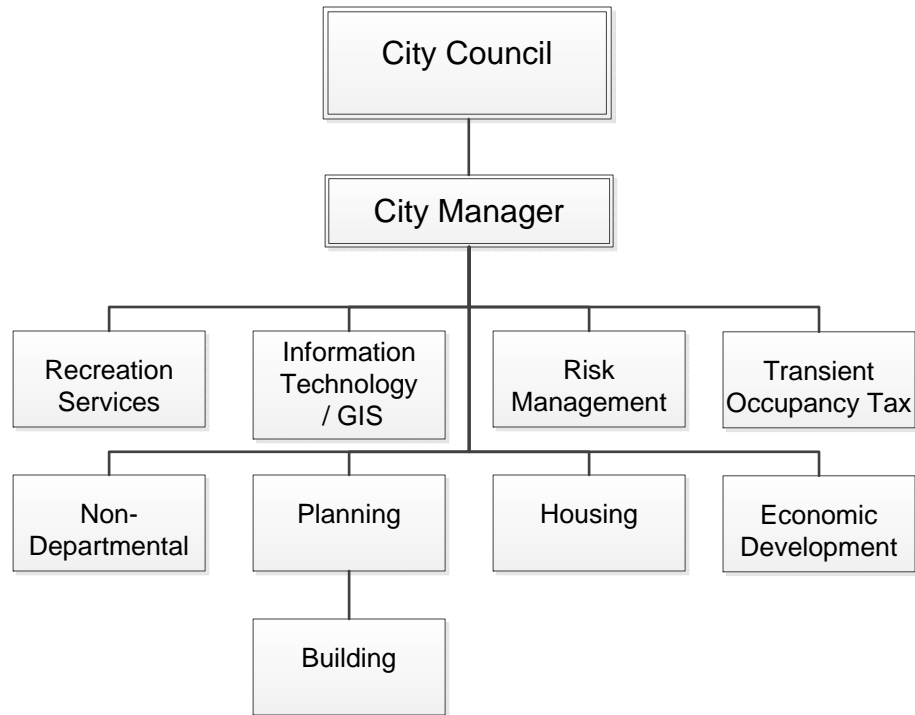 City Council
City Manager
Recreation
Services
Information
Technology
/ GIS
Risk
Management
Transient
Occupancy Tax
Non-
Departmental
Planning
Housing
Economic
Development
Building